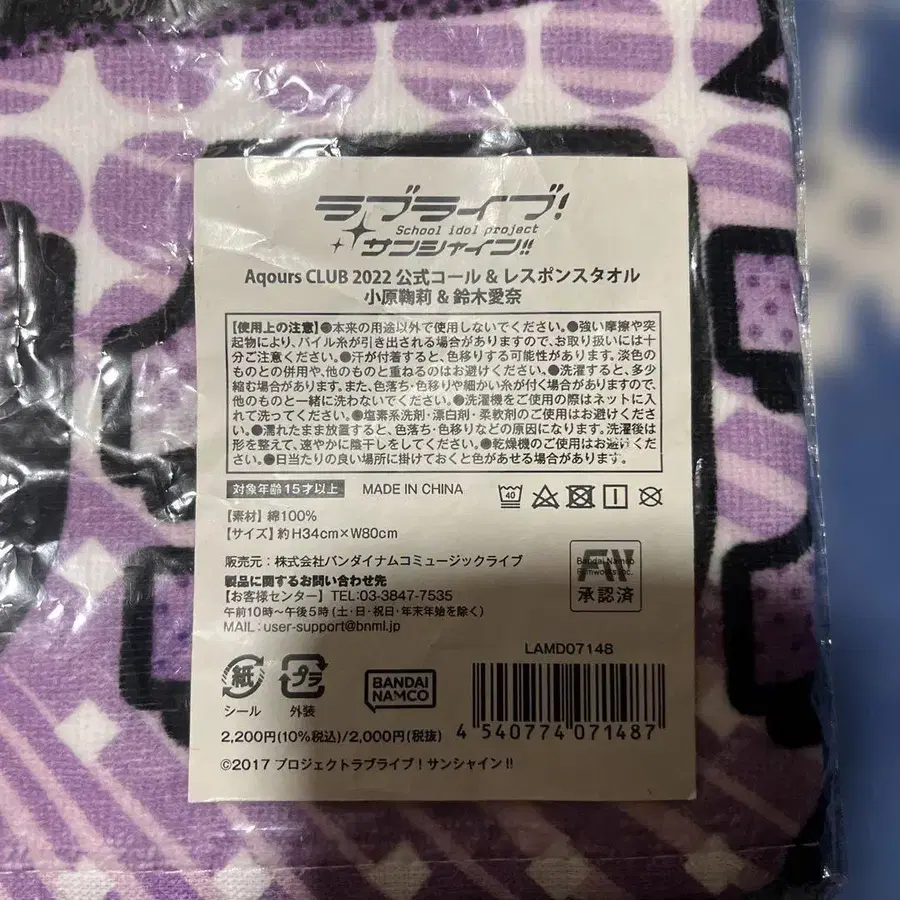 ラブライブ!
School idol project
サンシャイン!!
Aqours CLUB 2022 公式コール & レスポンスタオル
小原鞠莉 & 鈴木愛奈
【使用上の注意】●本来の用途以外で使用しないでください。●強い摩擦や突
起物により、パイル糸が引き出される場合がありますので、お取り扱いには十
分ご注意ください。●汗が付着すると、色移りする可能性があります。淡色の
ものとの併用や、他のものと重ねるのはお避けください。●洗濯すると、多少
縮む場合があります。また、色落ち・色移りや細かい糸が付く場合がありますので、
他のものと一緒に洗わないでください。●洗濯機をご使用の際はネットに入
れて洗ってください。●塩素系洗剤・漂白剤・柔軟剤のご使用はお避けください。
●濡れたまま放置すると、色落ち・色移りなどの原因になります。洗濯後は
形を整えて、速やかに陰干しをしてください。●乾燥機のご使用はお避けくだ
さい。●日当たりの良い場所に掛けておくと色があせる場合があります。
対象年齢15才以上 MADE IN CHINA 40
【素材】綿100%
【サイズ】約H34cm×W80cm
販売元:株式会社バンダイナムコミュージックライブ
製品に関するお問い合わせ先
【お客様センター】TEL:03-3847-7535
午前10時~午後5時(土・日・祝日・年末年始を除く)
MAIL:user-support@bnml.jp
Bandai Namco
Filmworks Inc.
承認済
LAMD07148
紙 プラ BANDAI
NAMCO
シール 外装
4 540774 071487
2,200円(10%税込)/2,000円(税抜)
©2017 プロジェクトラブライブ!サンシャイン!!